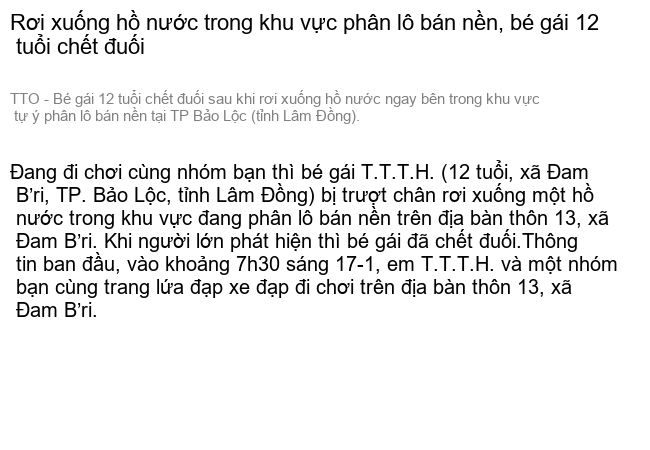 Rơi xuống hồ nước trong khu vực phân lô bán nền, bé gái 12
tuổi chết đuối
TTO - Bé gái 12 tuổi chết đuối sau khi rơi xuống hồ nước ngay bên trong khu vực
tự ý phân lô bán nền tại TP Bảo Lộc (tỉnh Lâm Đồng).
Đang đi chơi cùng nhóm bạn thì bé gái T.T.T.H. (12 tuổi, xã Đam
B’ri, TP. Bảo Lộc, tỉnh Lâm Đồng) bị trượt chân rơi xuống một hồ
nước trong khu vực đang phân lô bán nền trên địa bàn thôn 13, xã
Đam B’ri. Khi người lớn phát hiện thì bé gái đã chết đuối.Thông
tin ban đầu, vào khoảng 7h30 sáng 17-1, em T.T.T.H. và một nhóm
bạn cùng trang lứa đạp xe đạp đi chơi trên địa bàn thôn 13, xã
Đam B’ri.